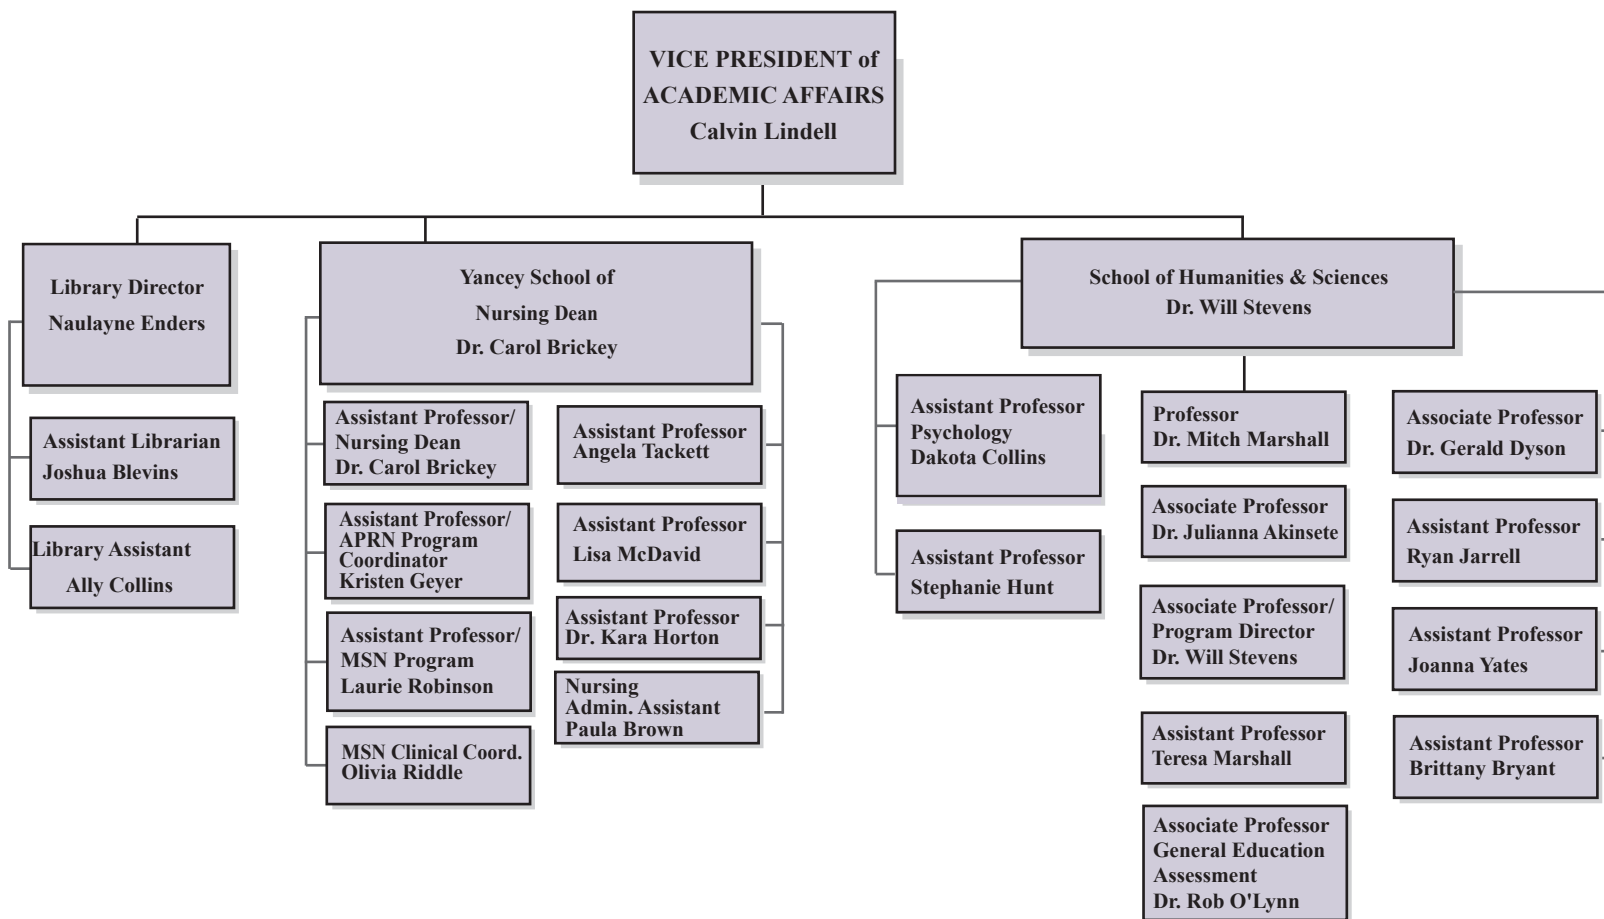 VICE PRESIDENT of
ACADEMIC AFFAIRS
Calvin Lindell
Library Director
Naulayne Enders
Assistant Librarian
Joshua Blevins
Library Assistant
Ally Collins
Yancey School of
Nursing Dean
Dr. Carol Brickey
Assistant Professor/
Nursing Dean
Dr. Carol Brickey
Assistant Professor/
APRN Program
Coordinator
Kristen Geyer
Assistant Professor/
MSN Program
Laurie Robinson
MSN Clinical Coord.
Olivia Riddle
Assistant Professor
Angela Tackett
Assistant Professor
Lisa McDavid
Assistant Professor
Dr. Kara Horton
Nursing
Admin. Assistant
Paula Brown
School of Humanities & Sciences
Dr. Will Stevens
Assistant Professor
Psychology
Dakota Collins
Assistant Professor
Stephanie Hunt
Professor
Dr. Mitch Marshall
Associate Professor
Dr. Julianna Akinsete
Associate Professor/
Program Director
Dr. Will Stevens
Assistant Professor
Teresa Marshall
Associate Professor
General Education
Assessment
Dr. Rob O'Lynn
Associate Professor
Dr. Gerald Dyson
Assistant Professor
Ryan Jarrell
Assistant Professor
Joanna Yates
Assistant Professor
Brittany Bryant